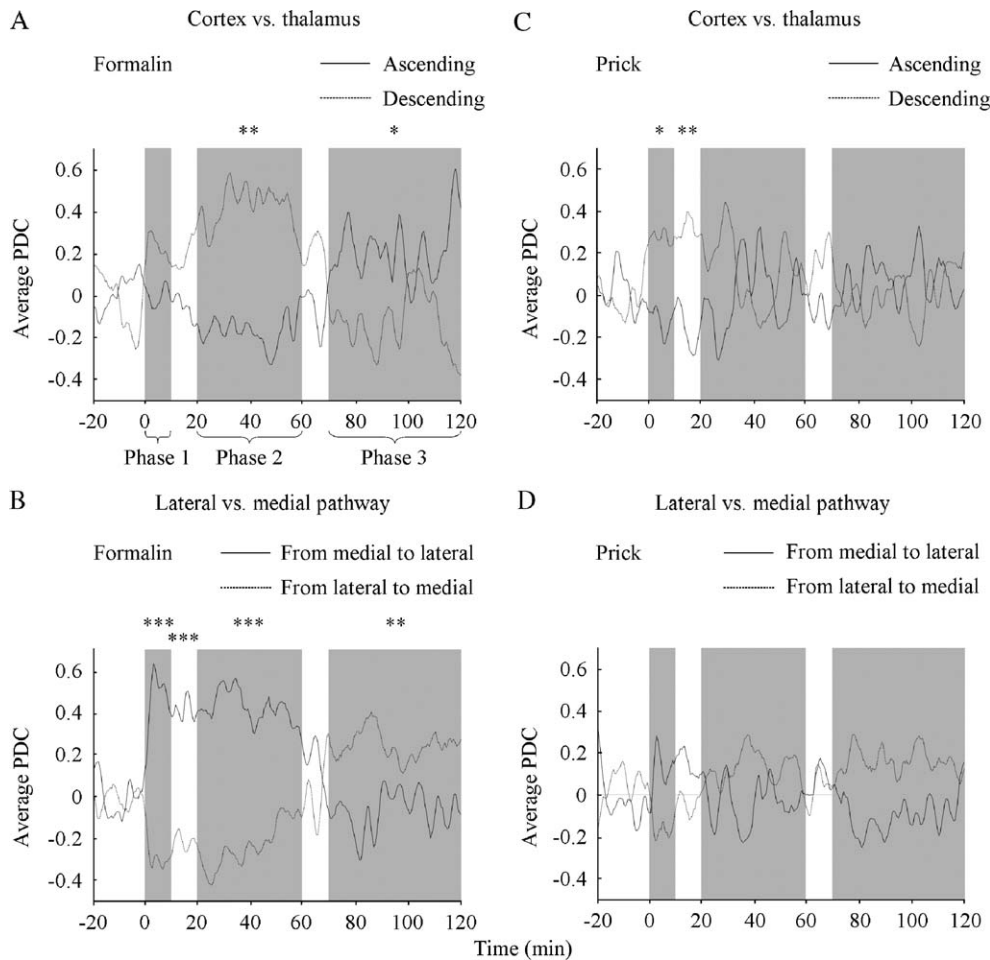 A
Cortex vs. thalamus
Formalin
Ascending
Descending
** *
Average PDC
0.6
0.4
0.2
0
-0.2
-0.4
-20 0 20 40 60 80 100 120
Phase 1 Phase 2 Phase 3
C
Cortex vs. thalamus
Prick
Ascending
Descending
* **
Average PDC
0.6
0.4
0.2
0
-0.2
-0.4
-20 0 20 40 60 80 100 120
B
Lateral vs. medial pathway
Formalin
From medial to lateral
From lateral to medial
*** *** *** **
Average PDC
0.6
0.4
0.2
0
-0.2
-0.4
-20 0 20 40 60 80 100 120
D
Lateral vs. medial pathway
Prick
From medial to lateral
From lateral to medial
Average PDC
0.6
0.4
0.2
0
-0.2
-0.4
-20 0 20 40 60 80 100 120
Time (min)